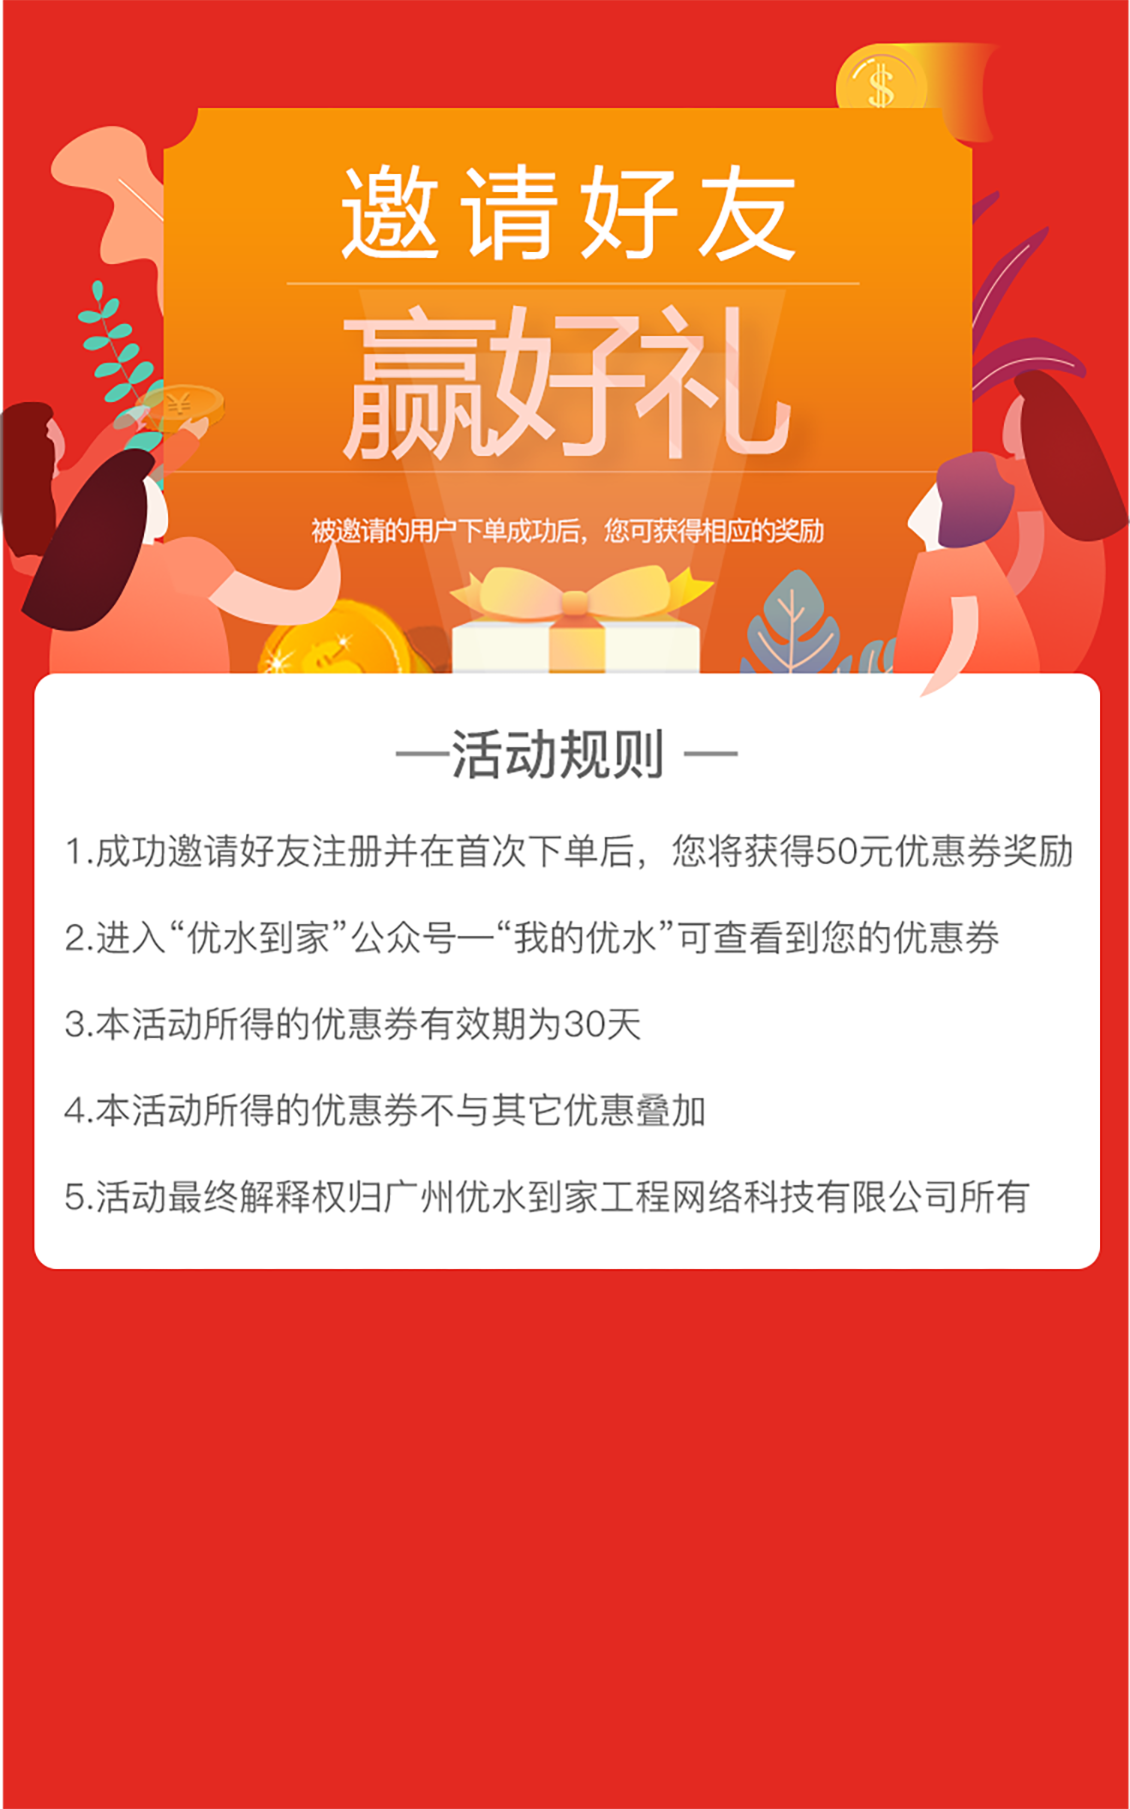 邀请好友
赢好礼
被邀请的用户下单成功后，您可获得相应的奖励
—活动规则 —
1.成功邀请好友注册并在首次下单后，您将获得50元优惠券奖励
2.进入“优水到家”公众号—“我的优水”可查看到您的优惠券
3.本活动所得的优惠券有效期为30天
4.本活动所得的优惠券不与其它优惠叠加
5.活动最终解释权归广州优水到家工程网络科技有限公司所有